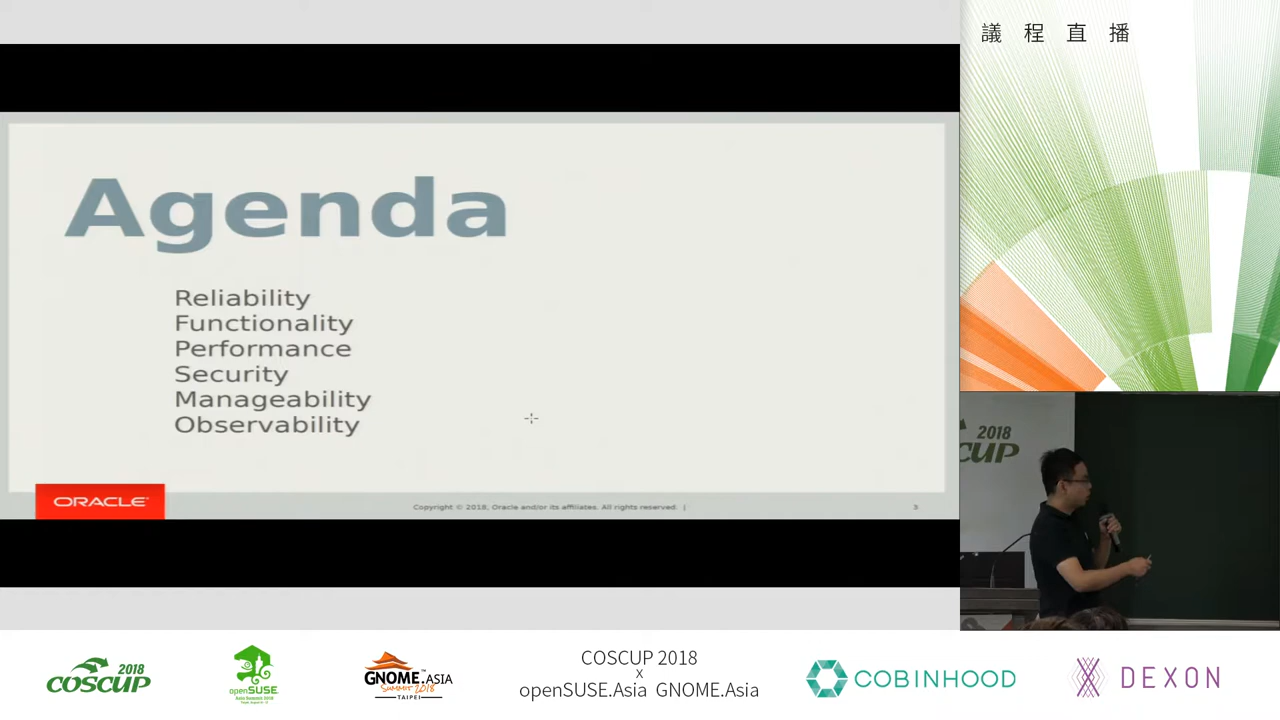 議程直播
Agenda
Reliability
Functionality
Performance
Security
Manageability
Observability
ORACLE
Copyright © 2018, Oracle and/or its affiliates. All rights reserved. |
3
2018
CUP
2018
COSCUP
openSUSE
GNOME.ASIA
SUMMIT 2018
TAIPEI
COSCUP 2018
x
openSUSE.Asia GNOME.Asia
COBINHOOD
DEXON